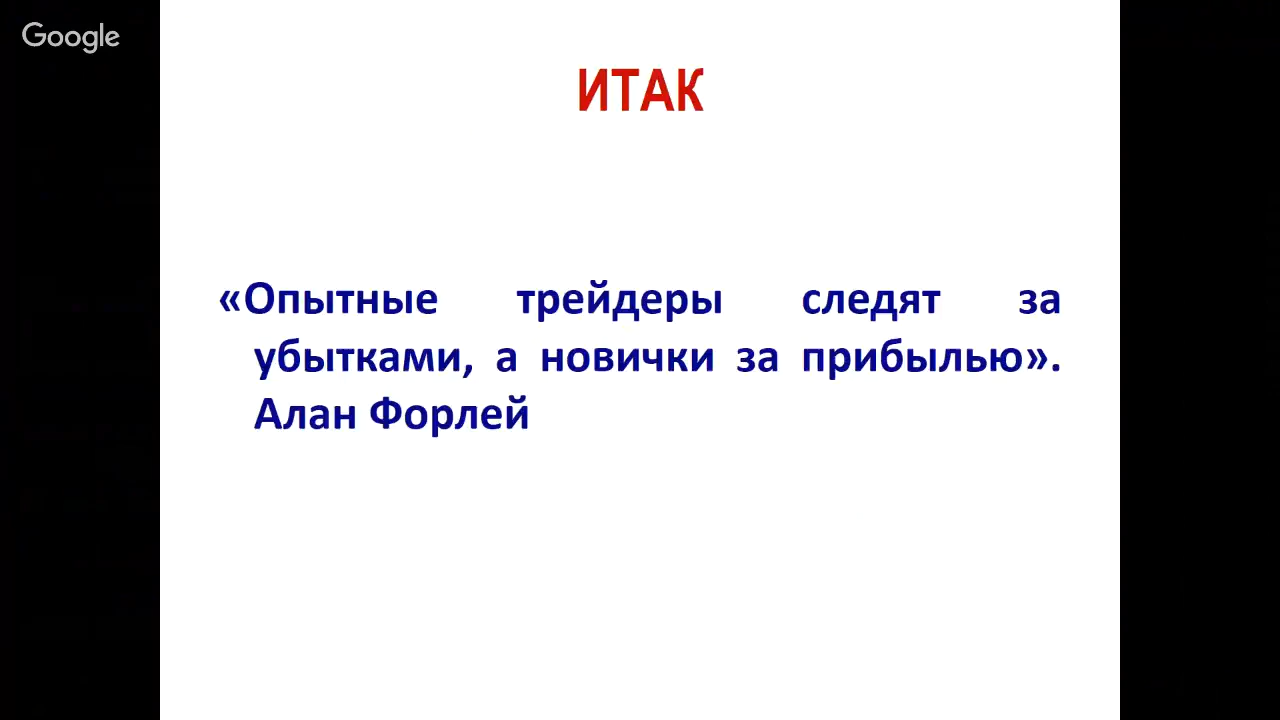 Google
ИТАК
«Опытные трейдеры следят за
убытками, а новички за прибылью».
Алан Форлей